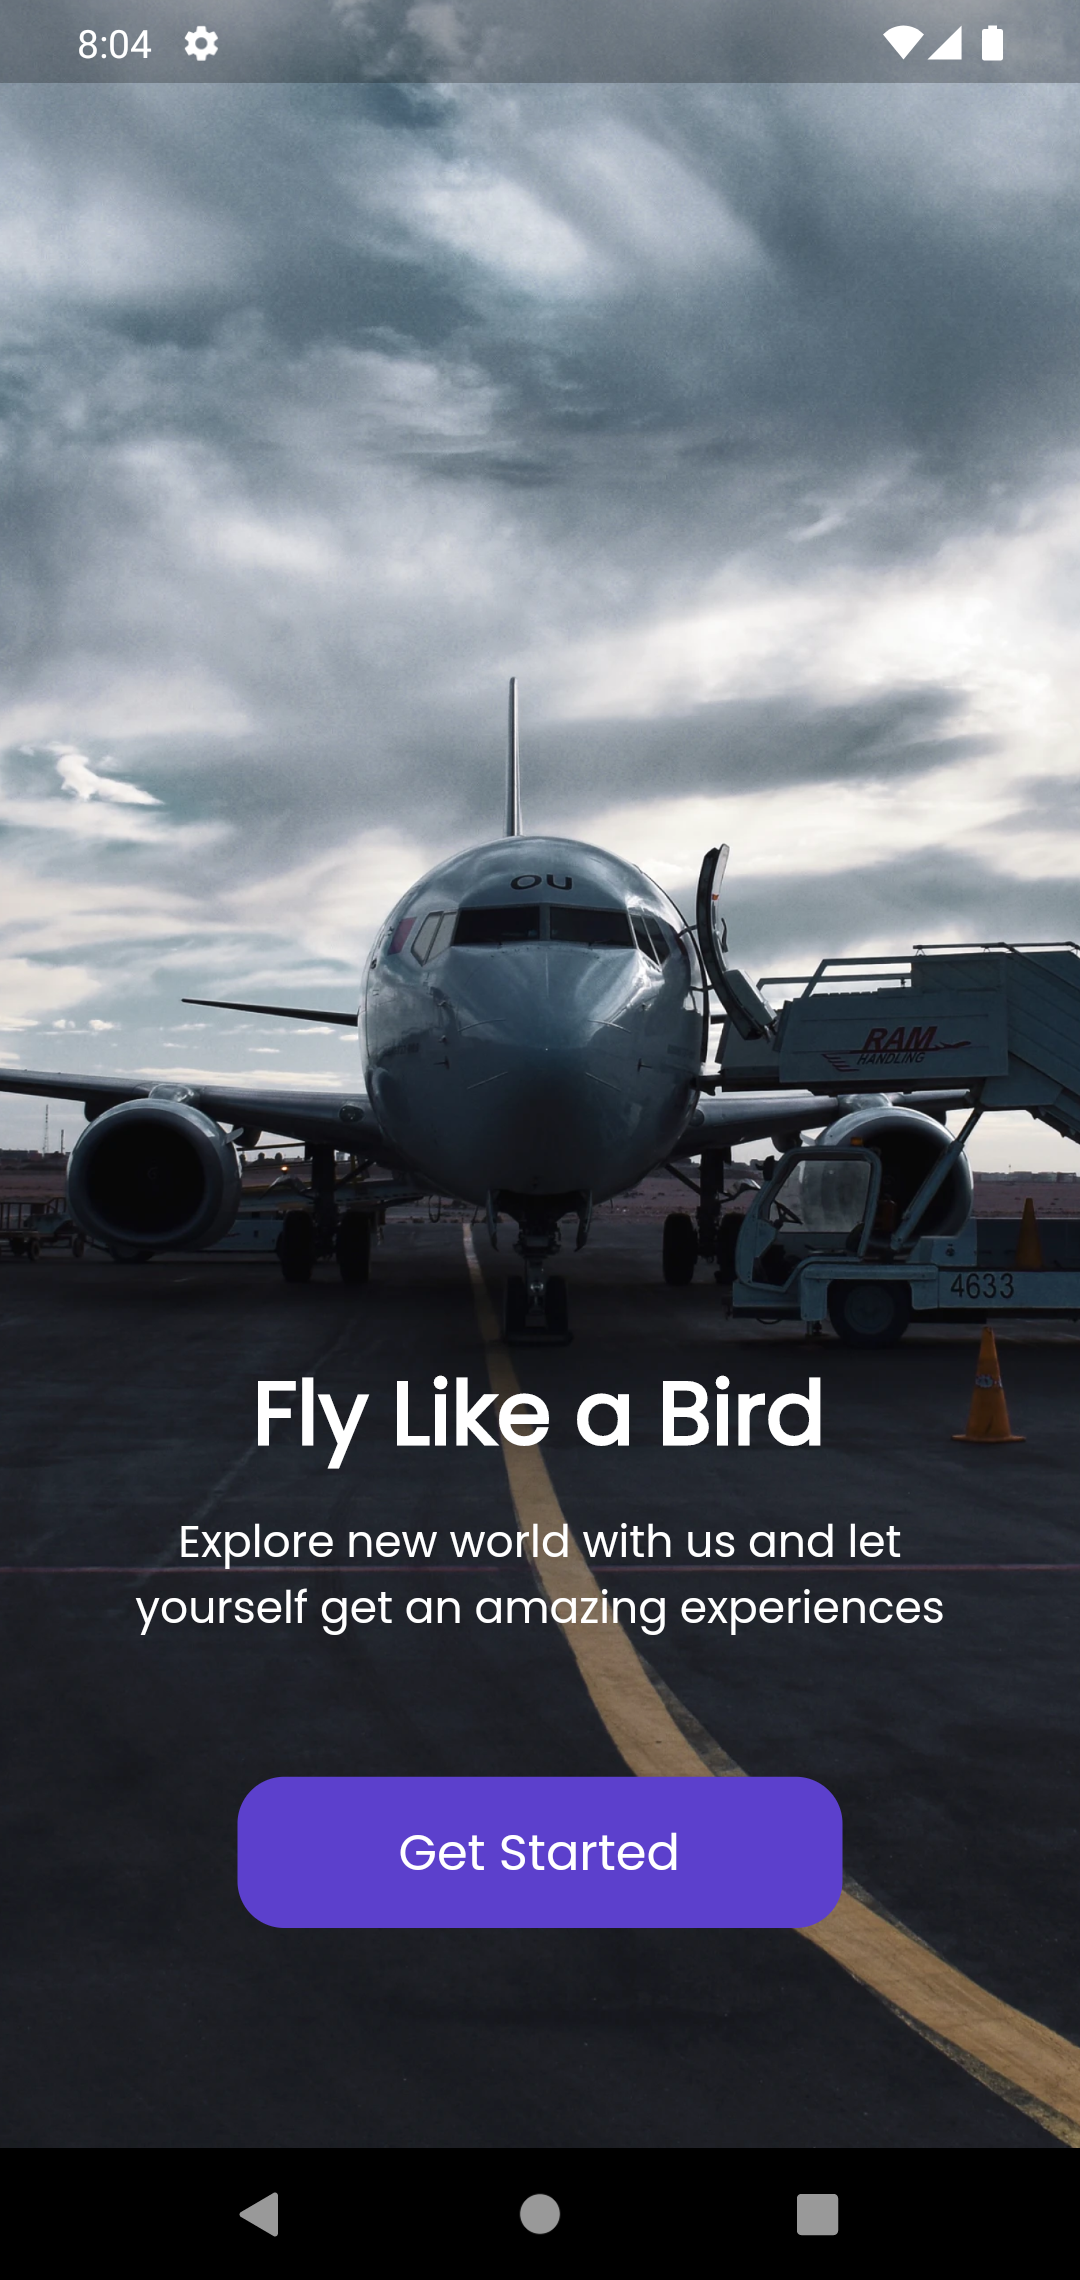 8:04
OU
RAM
HANDLING
4633
Fly Like a Bird
Explore new world with us and let
yourself get an amazing experiences
Get Started